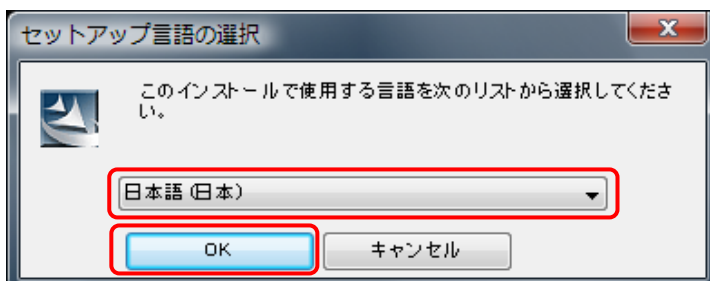 セットアップ言語の選択
このインストールで使用する言語を次のリストから選択してくださ
い。
日本語 (日本)
OK キャンセル